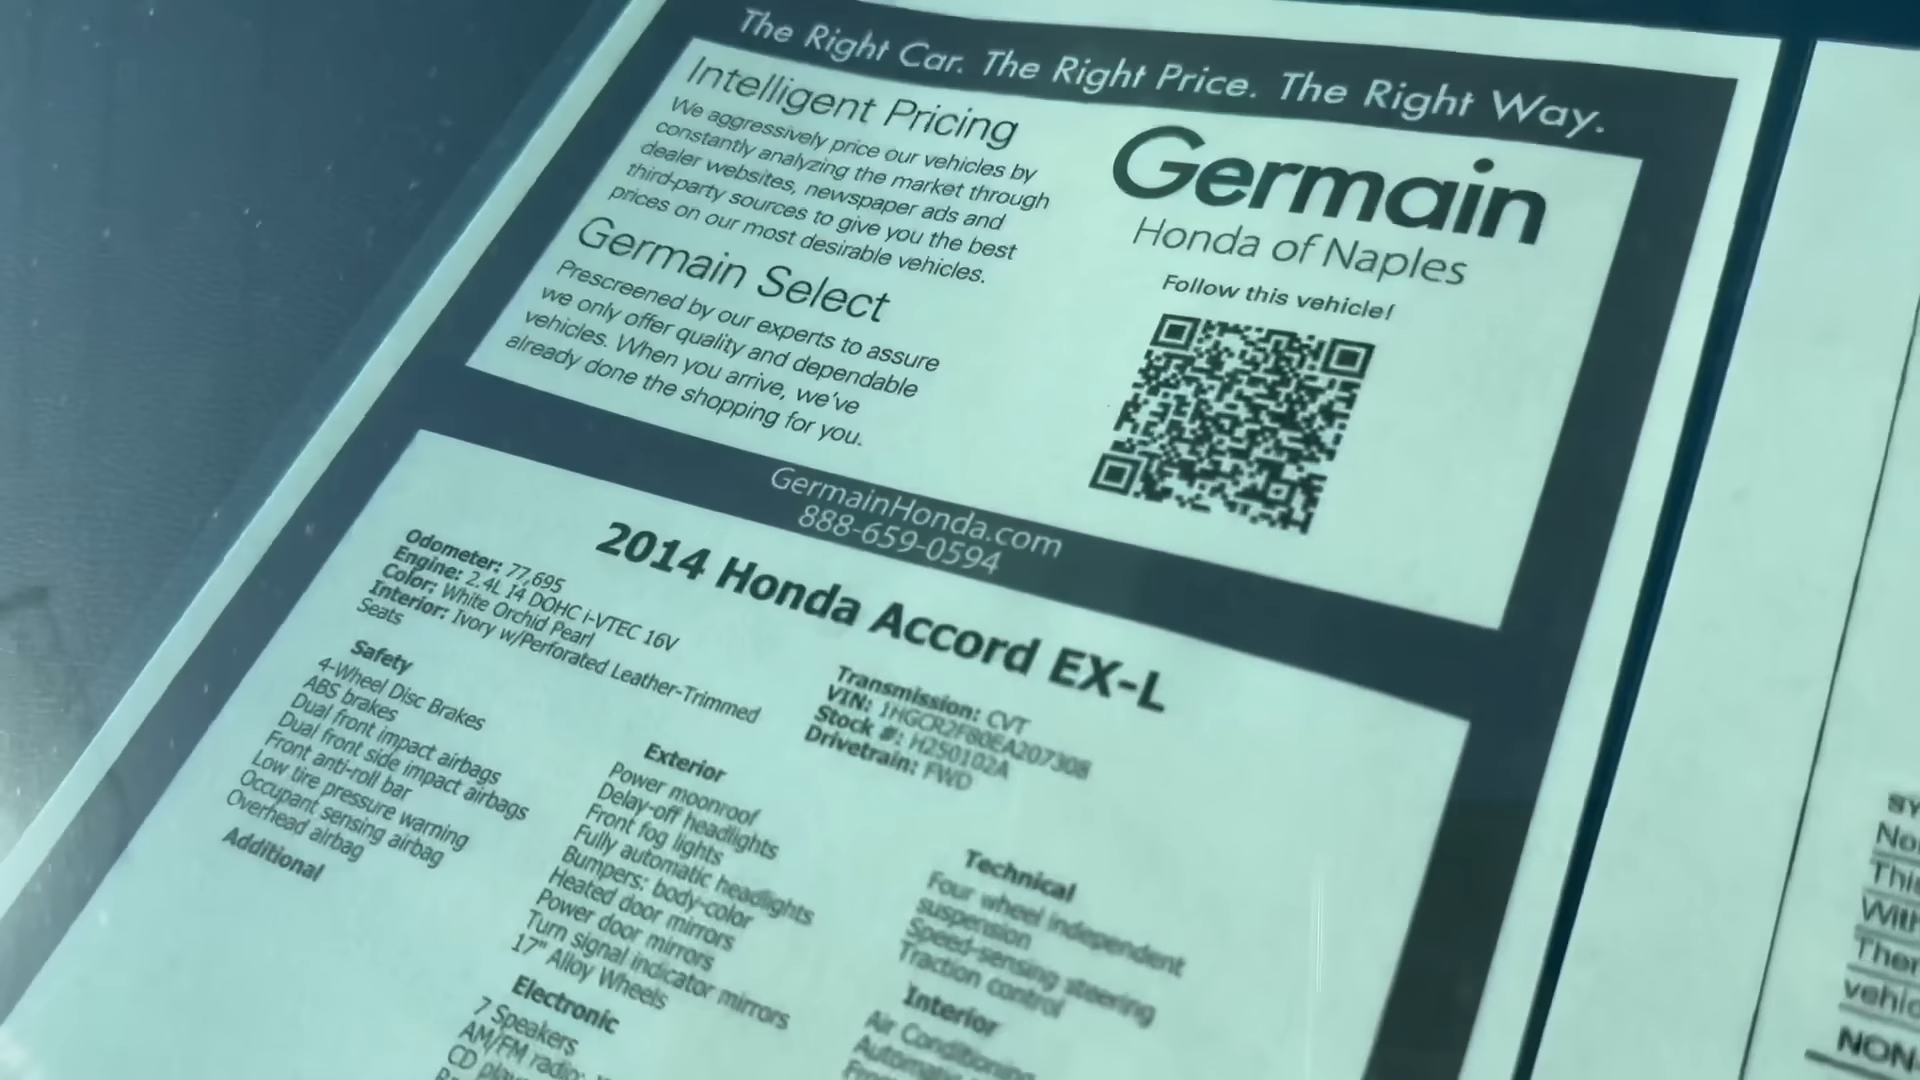 The Right Car. The Right Price. The Right Way.
Intelligent Pricing
We aggressively price our vehicles by
constantly analyzing the market through
dealer websites, newspaper ads and
third-party sources to give you the best
prices on our most desirable vehicles.
Germain Select
Prescreened by our experts to assure
we only offer quality and dependable
vehicles. When you arrive, we've
already done the shopping for you.
Germain
Honda of Naples
Follow this vehicle!
GermainHonda.com
888-659-0594
2014 Honda Accord EX-L
Odometer: 77,695
Engine: 2.4L I4 DOHC i-VTEC 16V
Color: White Orchid Pearl
Interior: Ivory w/Perforated Leather-Trimmed
Seats
Transmission: CVT
VIN: 1HGCR2F80EA207308
Stock #: H250102A
Drivetrain: FWD
Safety
4-Wheel Disc Brakes
ABS brakes
Dual front impact airbags
Dual front side impact airbags
Front anti-roll bar
Low tire pressure warning
Occupant sensing airbag
Overhead airbag
Additional
Exterior
Power moonroof
Delay-off headlights
Front fog lights
Fully automatic headlights
Bumpers: body-color
Heated door mirrors
Power door mirrors
Turn signal indicator mirrors
17" Alloy Wheels
Electronic
7 Speakers
AM/FM radio:
CD
Technical
Four wheel independent
suspension
Speed-sensing steering
Traction control
Interior
Air Conditioning
Automatic
This
With
NON-